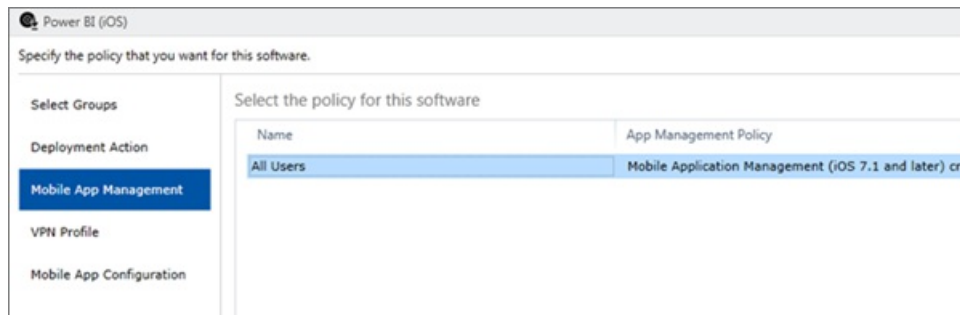 Power BI (iOS)
Specify the policy that you want for this software.
Select Groups
Deployment Action
Mobile App Management
VPN Profile
Mobile App Configuration
Select the policy for this software
Name App Management Policy
All Users Mobile Application Management (iOS 7.1 and later)